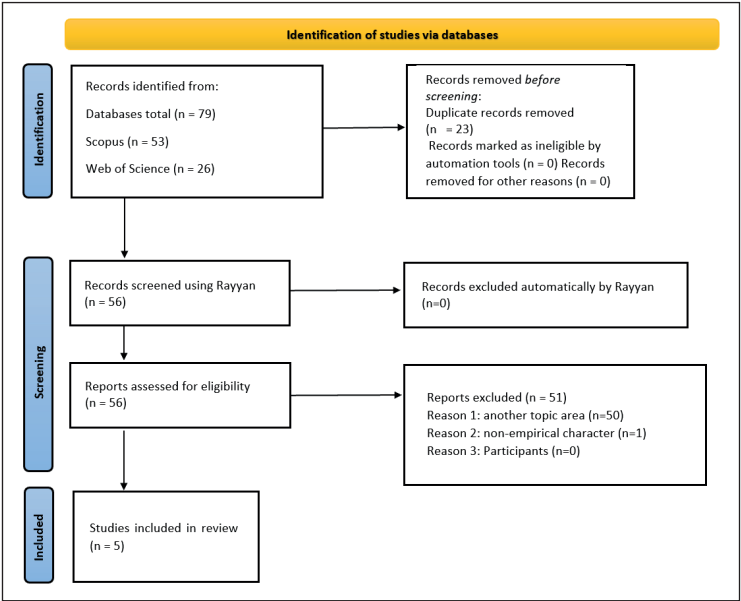 Identification of studies via databases
Identification
Records identified from:
Databases total (n = 79)
Scopus (n = 53)
Web of Science (n = 26)
Records removed before
screening:
Duplicate records removed
(n = 23)
Records marked as ineligible by
automation tools (n = 0) Records
removed for other reasons (n = 0)
Screening
Records screened using Rayyan
(n = 56)
Records excluded automatically by Rayyan
(n=0)
Reports assessed for eligibility
(n = 56)
Reports excluded (n = 51)
Reason 1: another topic area (n=50)
Reason 2: non-empirical character (n=1)
Reason 3: Participants (n=0)
Included
Studies included in review
(n = 5)